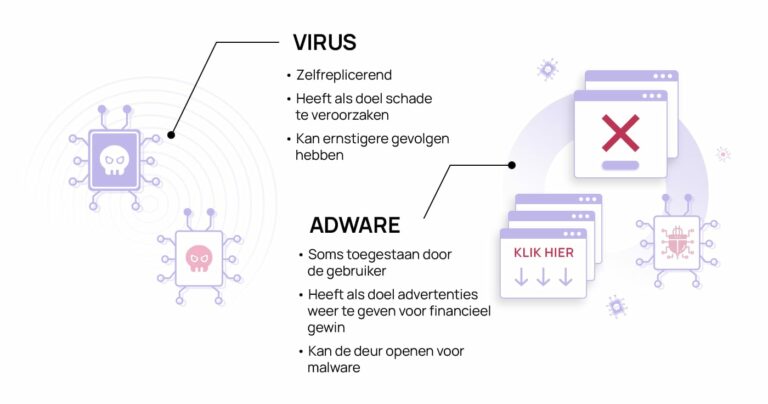 VIRUS
• Zelfreplicerend
• Heeft als doel schade
te veroorzaken
• Kan ernstigere gevolgen
hebben
ADWARE
• Soms toegestaan door
de gebruiker
• Heeft als doel advertenties
weer te geven voor financieel
gewin
• Kan de deur openen voor
malware
KLIK HIER